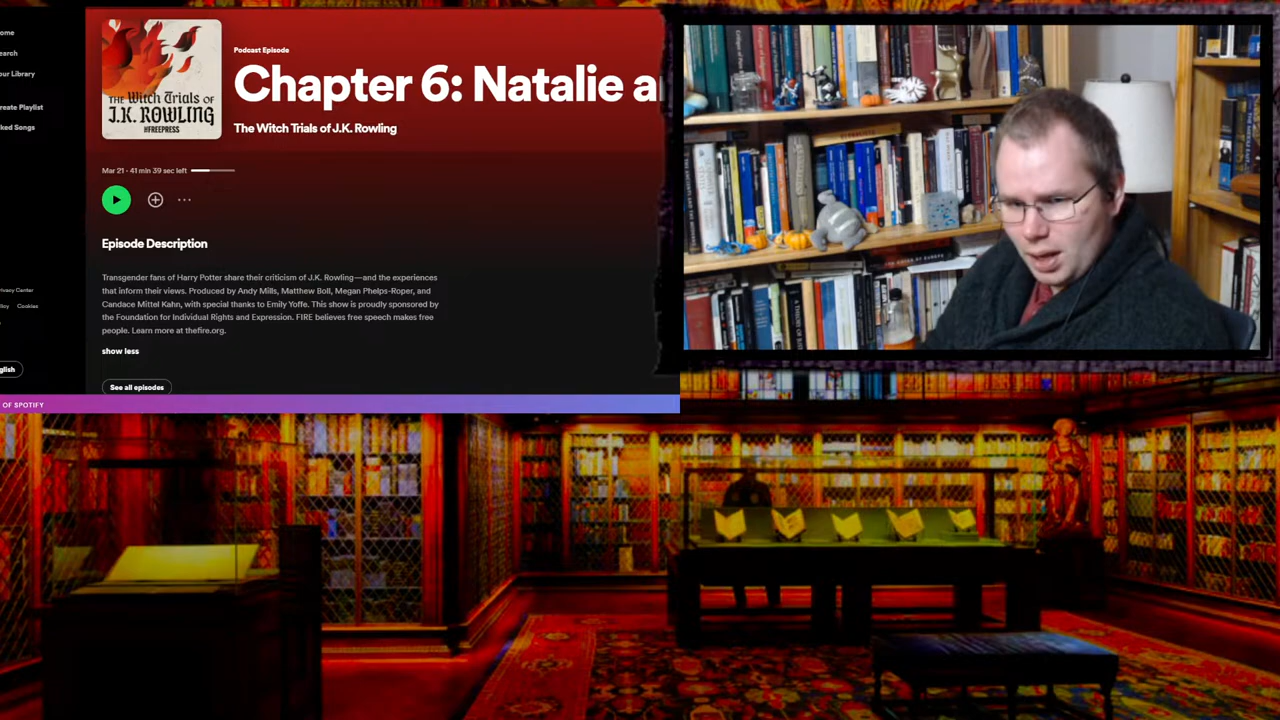 ome
earch
our Library
reate Playlist
ked Songs
rivacy Center
licy Cookies
glish
THE WITCH TRIALS OF
J.K. ROWLING
#FREEPRESS
Podcast Episode
Chapter 6: Natalie a
The Witch Trials of J.K. Rowling
Mar 21 · 41 min 39 sec left
Episode Description
Transgender fans of Harry Potter share their criticism of J.K. Rowling—and the experiences
that inform their views. Produced by Andy Mills, Matthew Boll, Megan Phelps-Roper, and
Candace Mittel Kahn, with special thanks to Emily Yoffe. This show is proudly sponsored by
the Foundation for Individual Rights and Expression. FIRE believes free speech makes free
people. Learn more at thefire.org.
show less
See all episodes
OF SPOTIFY